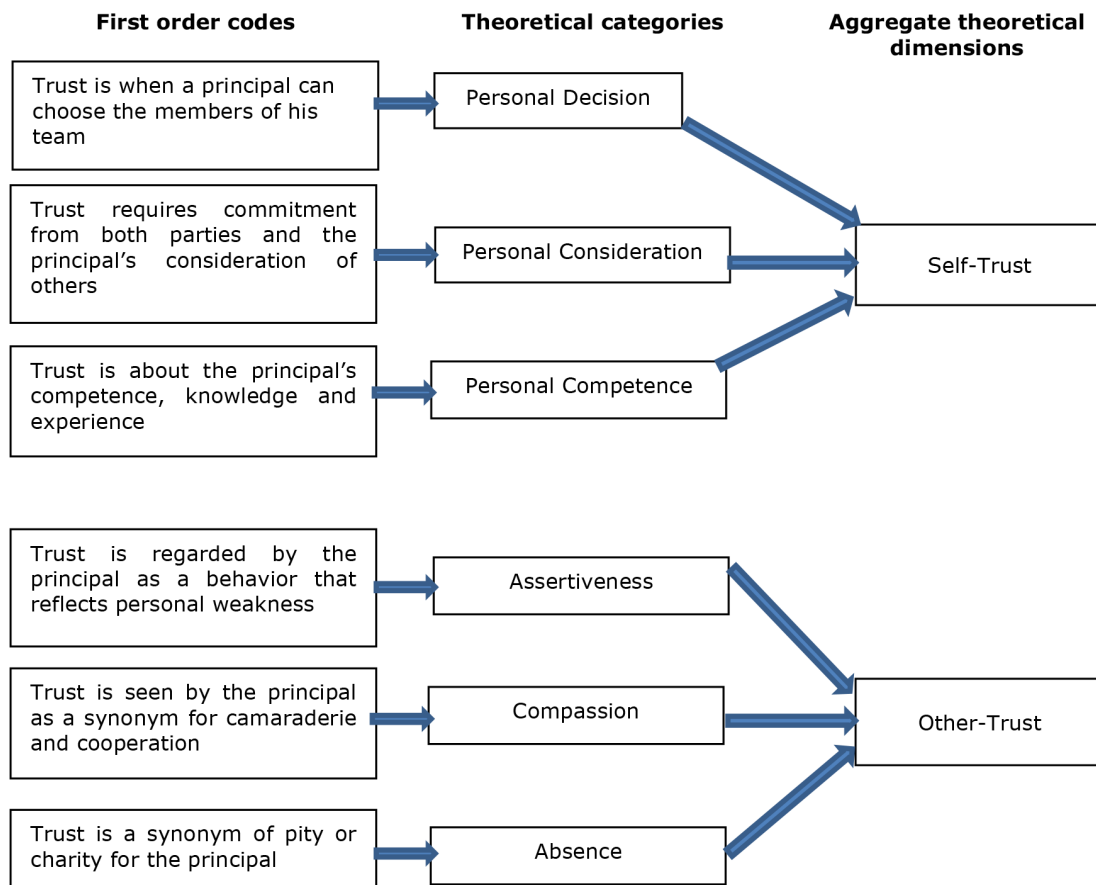 First order codes
Theoretical categories
Aggregate theoretical
dimensions
Trust is when a principal can
choose the members of his
team
Personal Decision
Trust requires commitment
from both parties and the
principal’s consideration of
others
Personal Consideration
Self-Trust
Trust is about the principal’s
competence, knowledge and
experience
Personal Competence
Trust is regarded by the
principal as a behavior that
reflects personal weakness
Assertiveness
Trust is seen by the principal
as a synonym for camaraderie
and cooperation
Compassion
Other-Trust
Trust is a synonym of pity or
charity for the principal
Absence